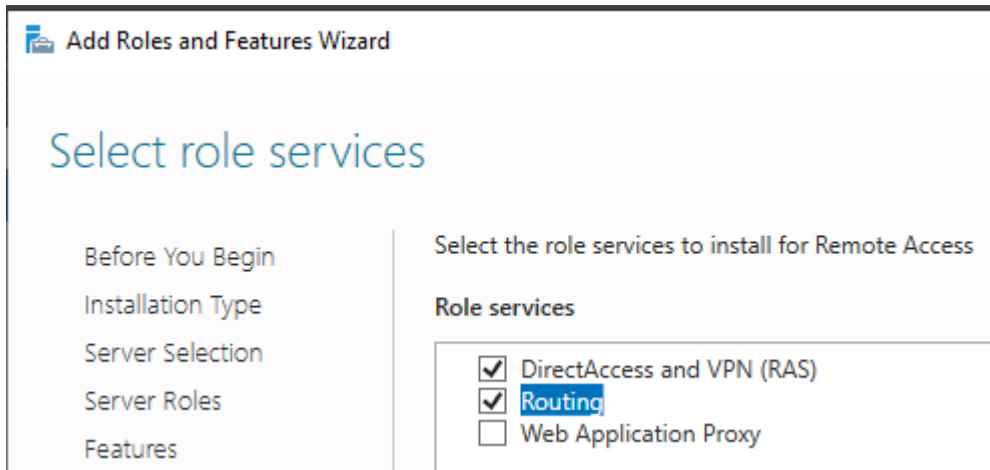 Add Roles and Features Wizard
Select role services
Before You Begin
Installation Type
Server Selection
Server Roles
Features
Select the role services to install for Remote Access
Role services
DirectAccess and VPN (RAS)
Routing
Web Application Proxy